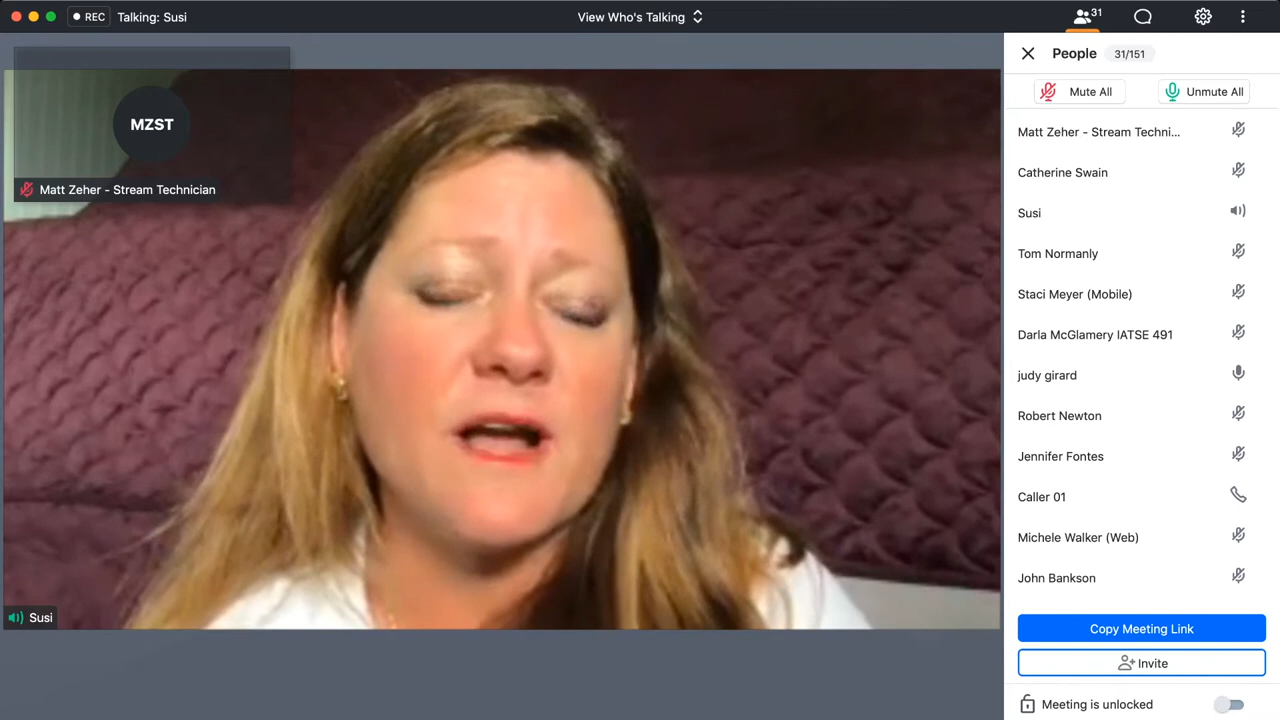 REC
Talking: Susi
View Who's Talking
31
MZST
Matt Zeher - Stream Technician
Susi
People
31/151
Mute All
Unmute All
Matt Zeher - Stream Techni...
Catherine Swain
Susi
Tom Normanly
Staci Meyer (Mobile)
Darla McGlamery IATSE 491
judy girard
Robert Newton
Jennifer Fontes
Caller 01
Michele Walker (Web)
John Bankson
Copy Meeting Link
Invite
Meeting is unlocked